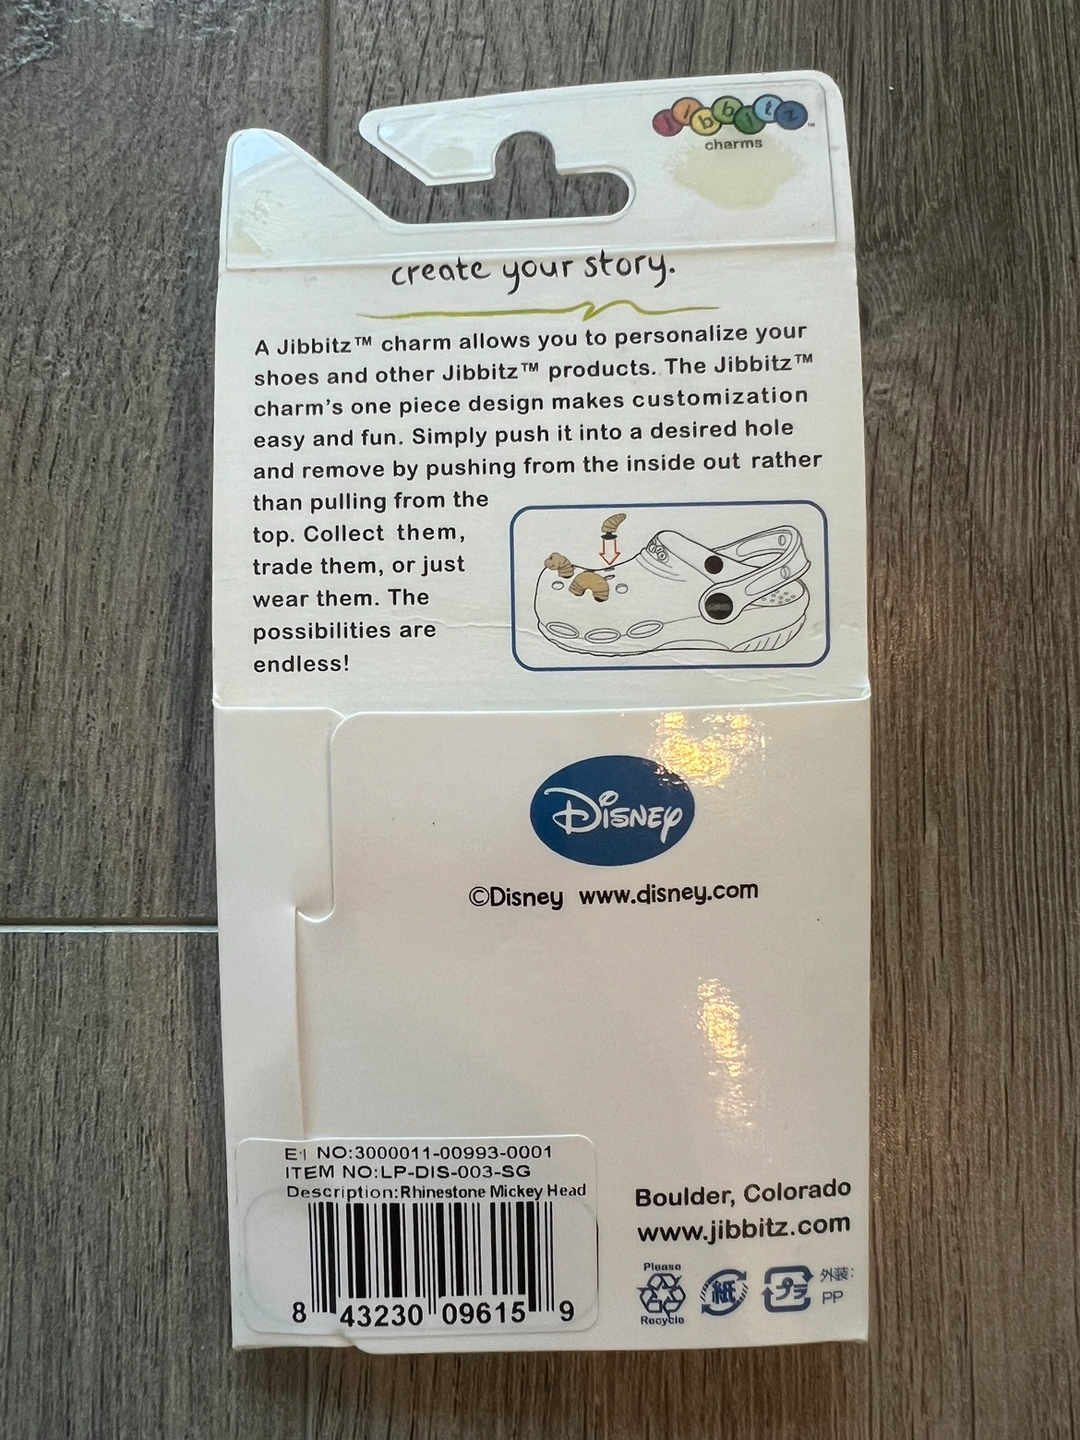 jibbitz™
charms
create your story.
A Jibbitz™ charm allows you to personalize your
shoes and other Jibbitz™ products. The Jibbitz™
charm's one piece design makes customization
easy and fun. Simply push it into a desired hole
and remove by pushing from the inside out rather
than pulling from the
top. Collect them,
trade them, or just
wear them. The
possibilities are
endless!
Disney
©Disney www.disney.com
NO:3000011-00993-0001
ITEM NO:LP-DIS-003-SG
Description:Rhinestone Mickey Head
8 43230 09615 9
Boulder, Colorado
www.jibbitz.com
Please
Recycle
紙
プラ
外装:
PP